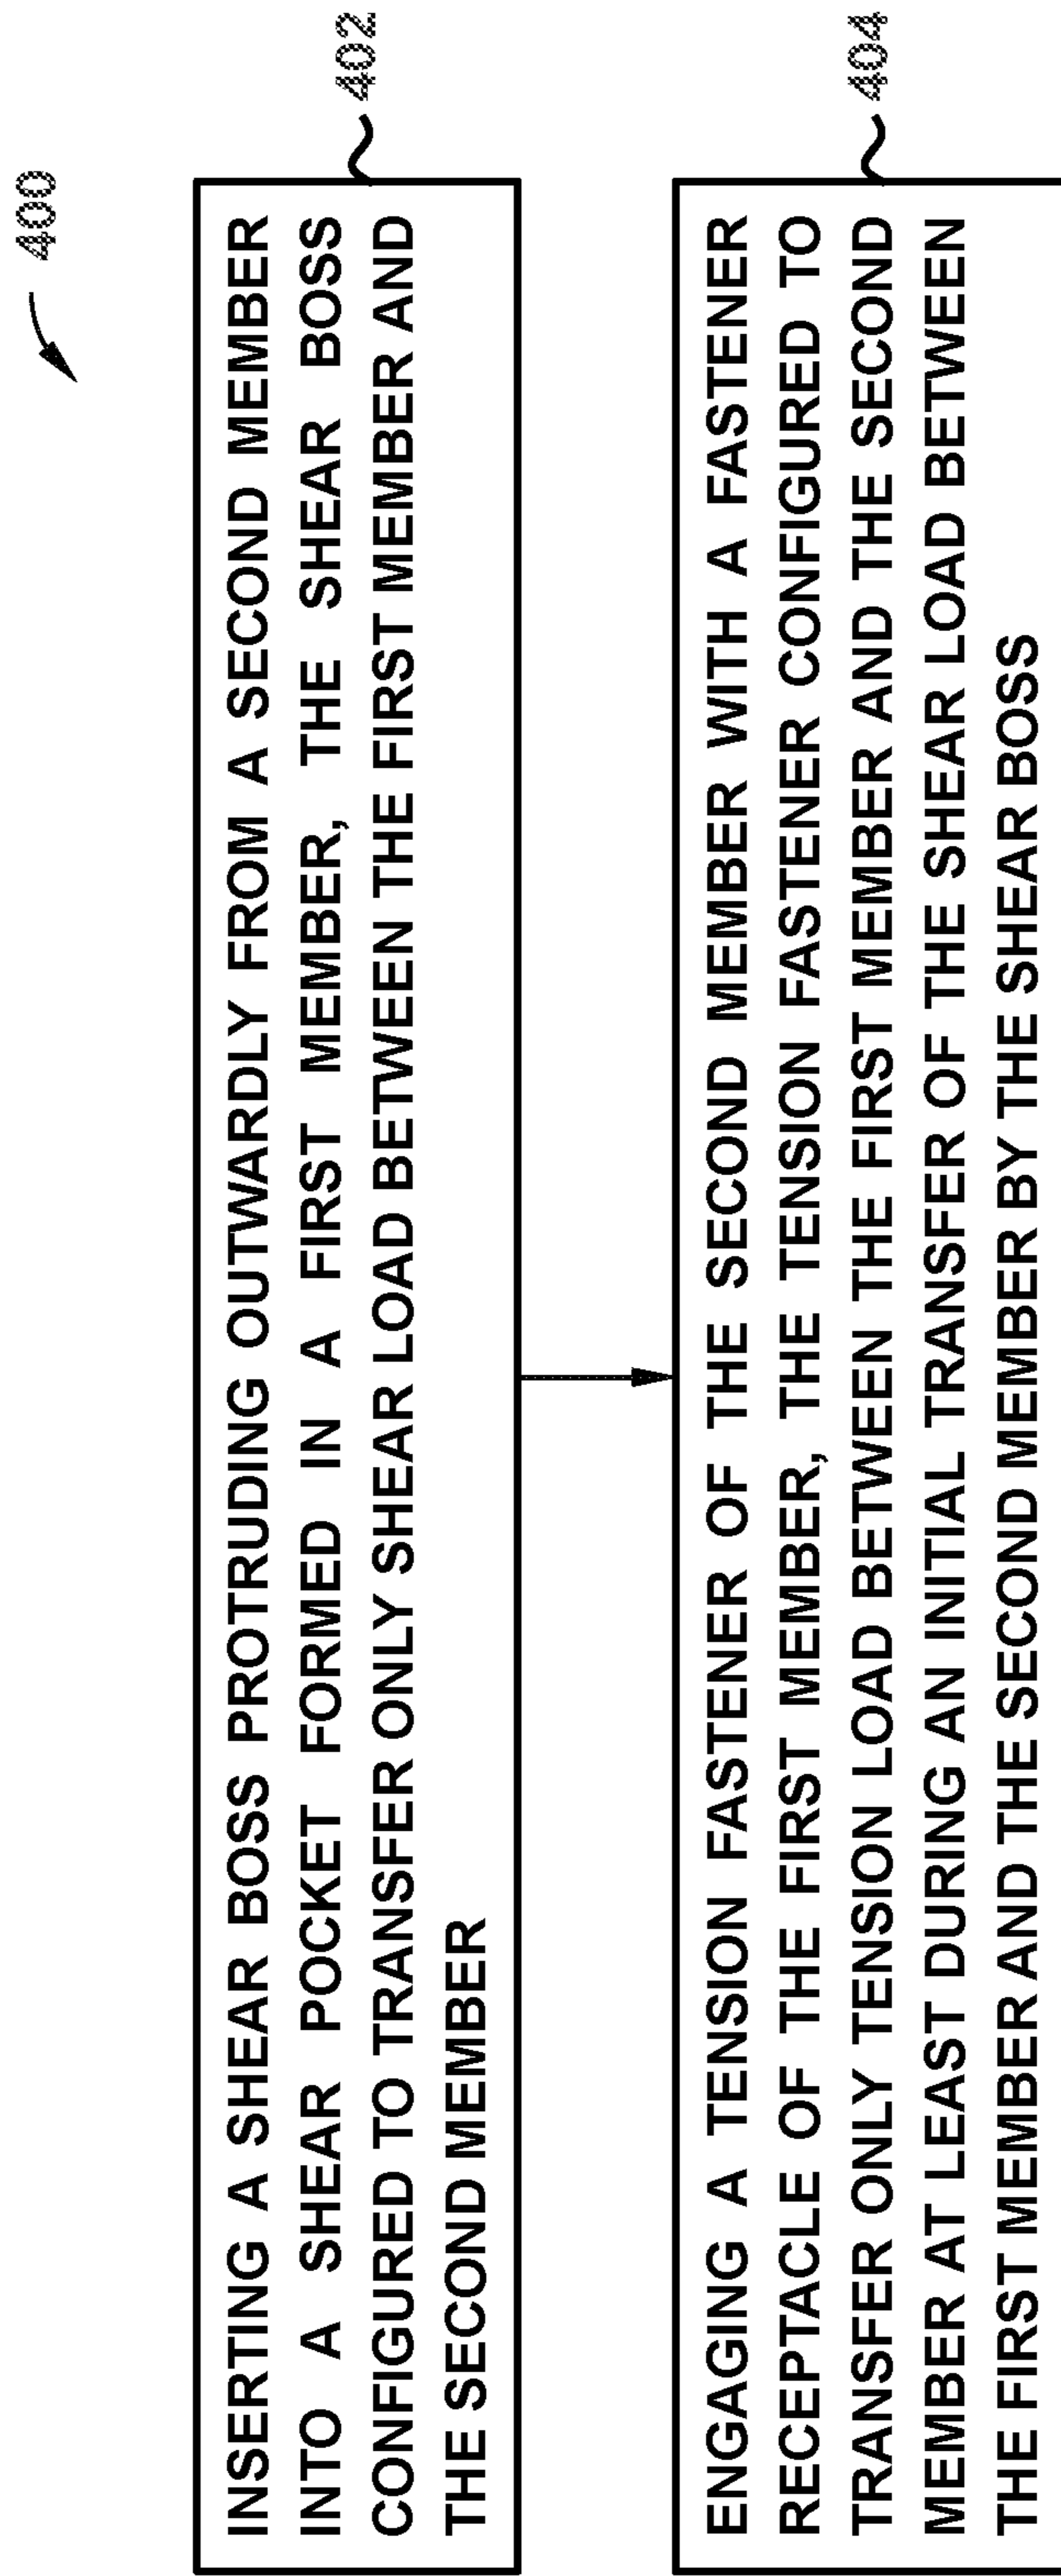 400
INSERTING A SHEAR BOSS PROTRUDING OUTWARDLY FROM A SECOND MEMBER
INTO A SHEAR POCKET FORMED IN A FIRST MEMBER, THE SHEAR BOSS
CONFIGURED TO TRANSFER ONLY SHEAR LOAD BETWEEN THE FIRST MEMBER AND
THE SECOND MEMBER
402
ENGAGING A TENSION FASTENER OF THE SECOND MEMBER WITH A FASTENER
RECEPTACLE OF THE FIRST MEMBER, THE TENSION FASTENER CONFIGURED TO
TRANSFER ONLY TENSION LOAD BETWEEN THE FIRST MEMBER AND THE SECOND
MEMBER AT LEAST DURING AN INITIAL TRANSFER OF THE SHEAR LOAD BETWEEN
THE FIRST MEMBER AND THE SECOND MEMBER BY THE SHEAR BOSS
404